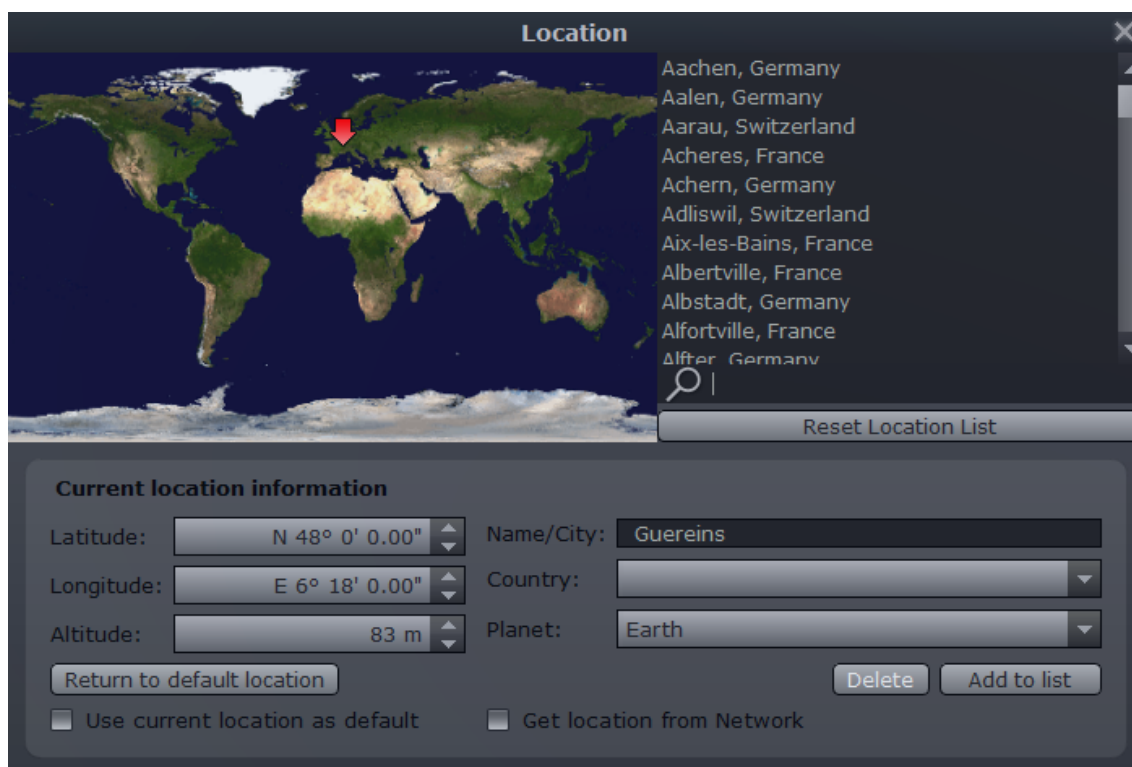 Location
Aachen, Germany
Aalen, Germany
Aarau, Switzerland
Acheres, France
Achern, Germany
Adliswil, Switzerland
Aix-les-Bains, France
Albertville, France
Albstadt, Germany
Alfortville, France
Alfter, Germany
Reset Location List
Current location information
Latitude: N 48° 0' 0.00"
Name/City: Guereins
Longitude: E 6° 18' 0.00"
Country:
Altitude: 83 m
Planet: Earth
Return to default location
Delete
Add to list
Use current location as default
Get location from Network